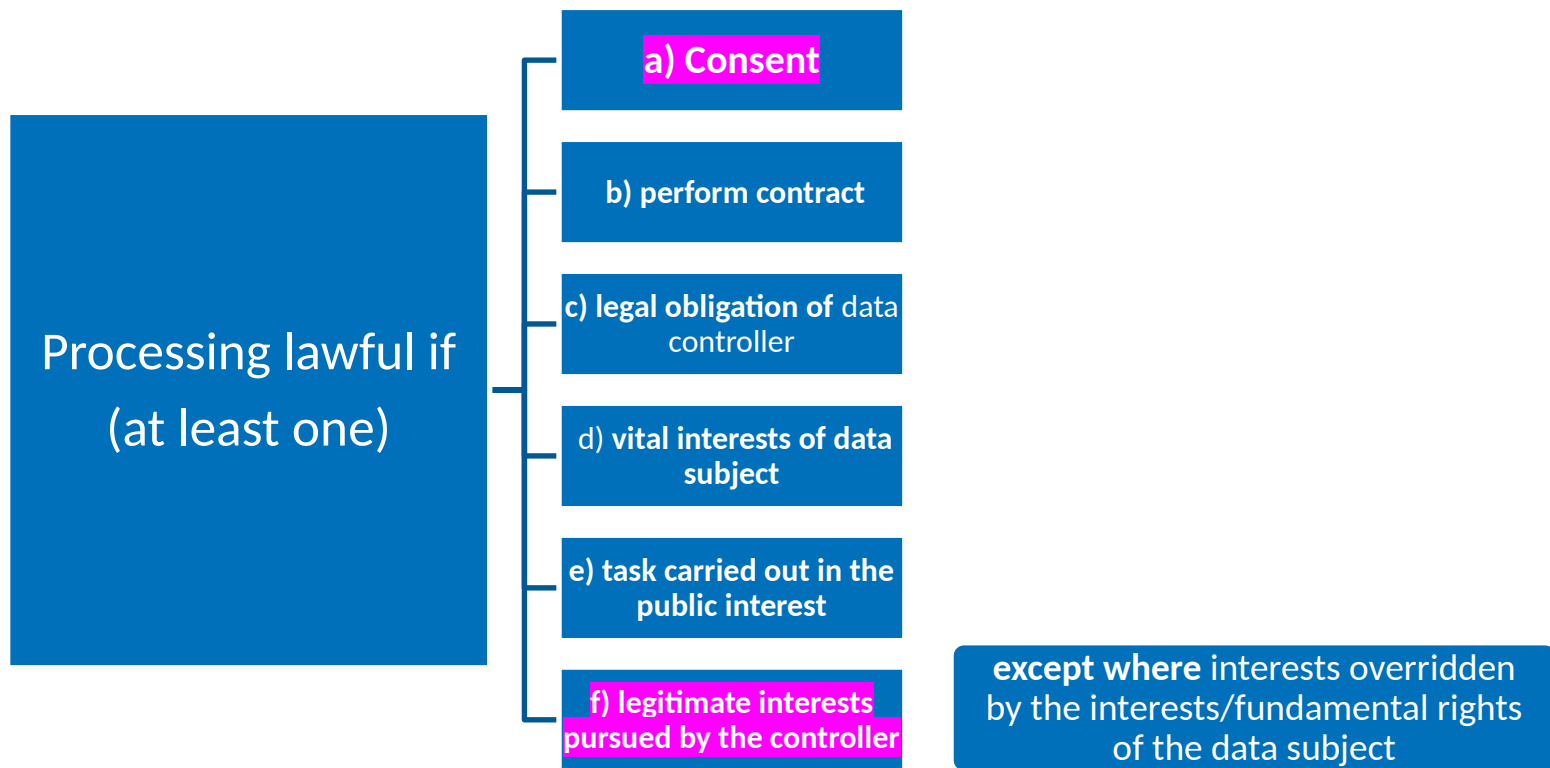 a) Consent
b) perform contract
c) legal obligation of data
controller
Processing lawful if
(at least one)
d) vital interests of data
subject
e) task carried out in the
public interest
f) legitimate interests
pursued by the controller
except where interests overridden
by the interests/fundamental rights
of the data subject